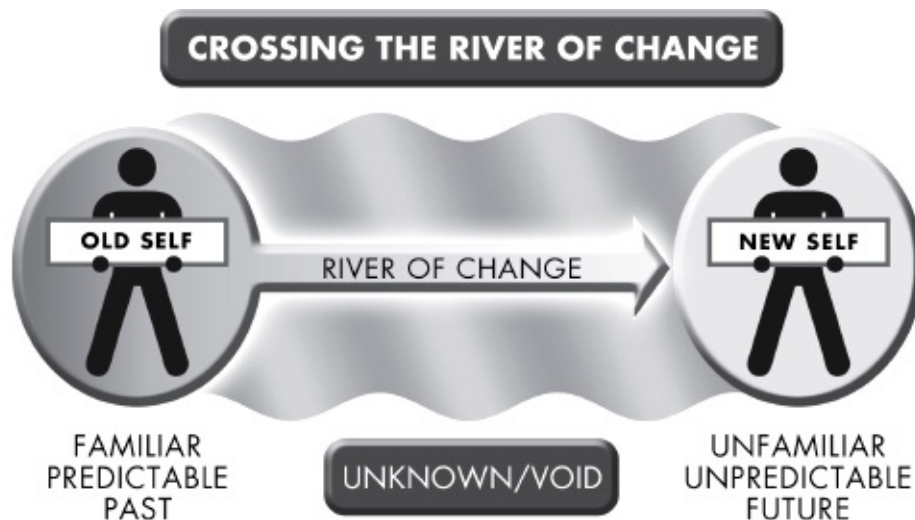 CROSSING THE RIVER OF CHANGE
OLD SELF
RIVER OF CHANGE
NEW SELF
FAMILIAR
PREDICTABLE
PAST
UNKNOWN/VOID
UNFAMILIAR
UNPREDICTABLE
FUTURE